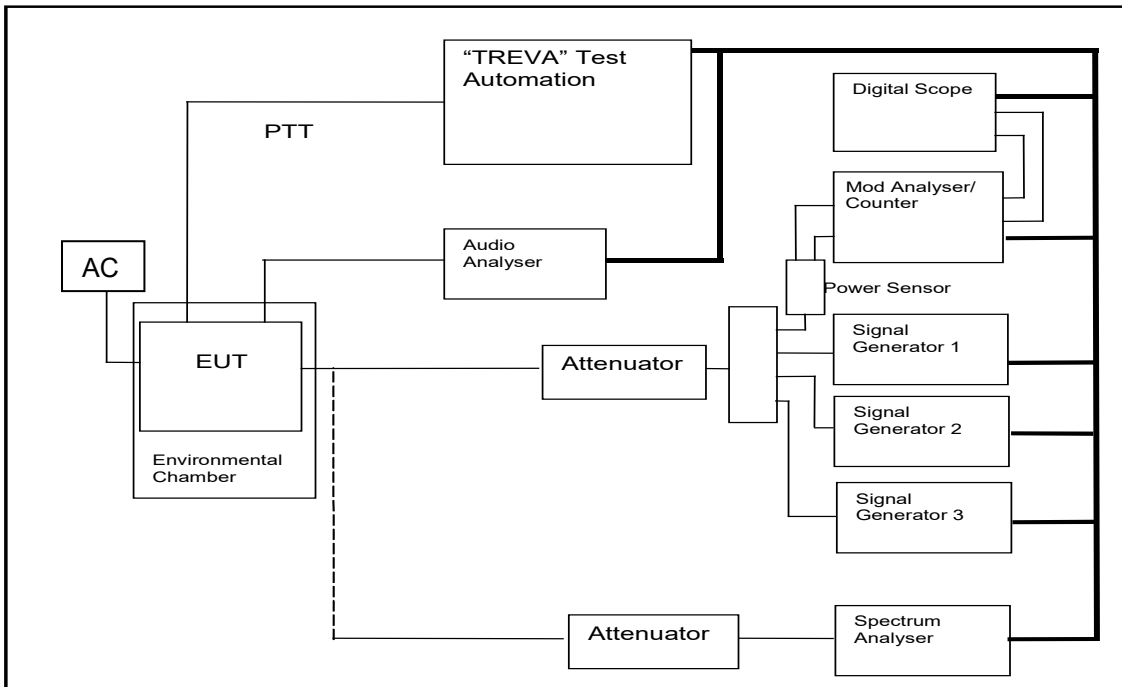 “TREVA” Test
Automation
Digital Scope
PTT
Mod Analyser/
Counter
Audio
Analyser
AC
Power Sensor
EUT
Attenuator
Signal
Generator 1
Signal
Generator 2
Environmental
Chamber
Signal
Generator 3
Attenuator
Spectrum
Analyser